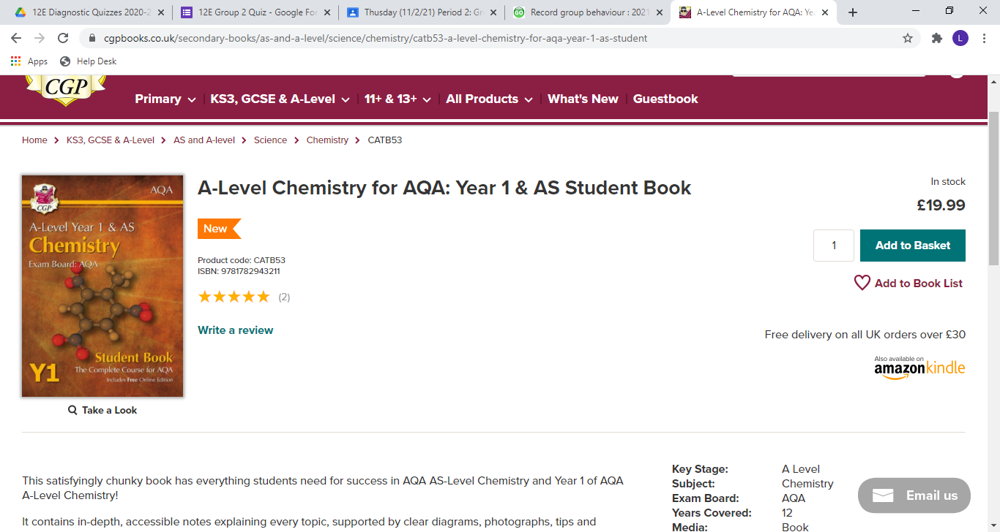 12E Diagnostic Quizzes 2020-2
12E Group 2 Quiz - Google For
Thusday (11/2/21) Period 2: Gr
GO Record group behaviour : 2021
A-Level Chemistry for AQA: Ye
cgpbooks.co.uk/secondary-books/as-and-a-level/science/chemistry/catb53-a-level-chemistry-for-aqa-year-1-as-student
L
Apps Help Desk
CGP
Primary KS3, GCSE & A-Level 11+ & 13+ All Products What's New Guestbook
Home KS3, GCSE & A-Level AS and A-level Science Chemistry CATB53
CGP
AQA
A-Level Year 1 & AS
Chemistry
Exam Board: AQA
Student Book
Y1
The Complete Course for AQA
Includes Free Online Edition
Take a Look
A-Level Chemistry for AQA: Year 1 & AS Student Book
New
Product code: CATB53
ISBN: 9781782943211
(2)
Write a review
In stock
£19.99
1 Add to Basket
Add to Book List
Free delivery on all UK orders over £30
Also available on
amazonkindle
This satisfyingly chunky book has everything students need for success in AQA AS-Level Chemistry and Year 1 of AQA
A-Level Chemistry!
It contains in-depth, accessible notes explaining every topic, supported by clear diagrams, photographs, tips and
Key Stage: A Level
Subject: Chemistry
Exam Board: AQA
Years Covered: 12
Media: Book
Email us